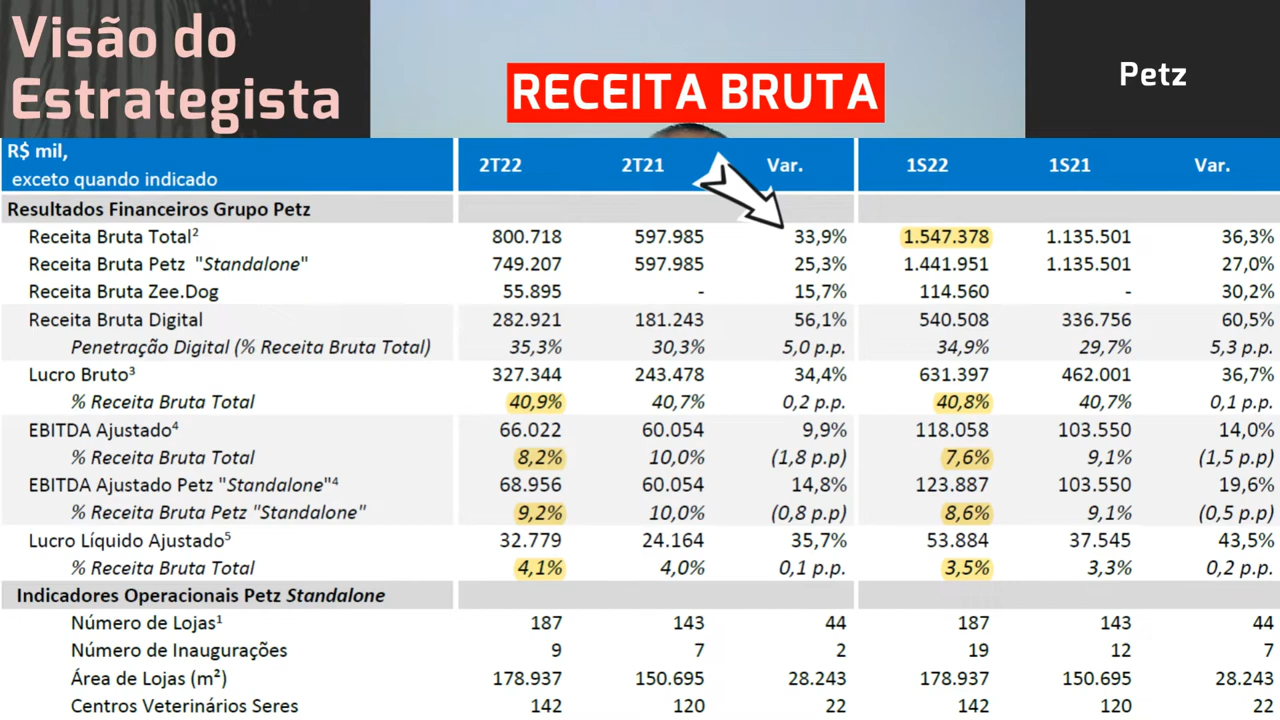 Visão do
Estrategista
RECEITA BRUTA
Petz
R$ mil,
exceto quando indicado
2T22 2T21 Var. 1S22 1S21 Var.
Resultados Financeiros Grupo Petz
Receita Bruta Total² 800.718 597.985 33,9% 1.547.378 1.135.501 36,3%
Receita Bruta Petz "Standalone" 749.207 597.985 25,3% 1.441.951 1.135.501 27,0%
Receita Bruta Zee.Dog 55.895 - 15,7% 114.560 - 30,2%
Receita Bruta Digital 282.921 181.243 56,1% 540.508 336.756 60,5%
Penetração Digital (% Receita Bruta Total) 35,3% 30,3% 5,0 p.p. 34,9% 29,7% 5,3 p.p.
Lucro Bruto³ 327.344 243.478 34,4% 631.397 462.001 36,7%
% Receita Bruta Total 40,9% 40,7% 0,2 p.p. 40,8% 40,7% 0,1 p.p.
EBITDA Ajustado⁴ 66.022 60.054 9,9% 118.058 103.550 14,0%
% Receita Bruta Total 8,2% 10,0% (1,8 p.p) 7,6% 9,1% (1,5 p.p)
EBITDA Ajustado Petz "Standalone"⁴ 68.956 60.054 14,8% 123.887 103.550 19,6%
% Receita Bruta Petz "Standalone" 9,2% 10,0% (0,8 p.p) 8,6% 9,1% (0,5 p.p)
Lucro Líquido Ajustado⁵ 32.779 24.164 35,7% 53.884 37.545 43,5%
% Receita Bruta Total 4,1% 4,0% 0,1 p.p. 3,5% 3,3% 0,2 p.p.
Indicadores Operacionais Petz Standalone
Número de Lojas¹ 187 143 44 187 143 44
Número de Inaugurações 9 7 2 19 12 7
Área de Lojas (m²) 178.937 150.695 28.243 178.937 150.695 28.243
Centros Veterinários Seres 142 120 22 142 120 22